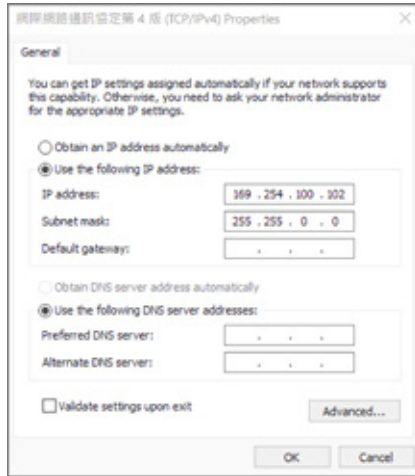 網際網路通訊協定第 4 版 (TCP/IPv4) Properties
General
You can get IP settings assigned automatically if your network supports
this capability. Otherwise, you need to ask your network administrator
for the appropriate IP settings.
Obtain an IP address automatically
Use the following IP address:
IP address: 169 . 254 . 100 . 102
Subnet mask: 255 . 255 . 0 . 0
Default gateway: . . .
Obtain DNS server address automatically
Use the following DNS server addresses:
Preferred DNS server: . . .
Alternate DNS server: . . .
Validate settings upon exit
Advanced...
OK Cancel